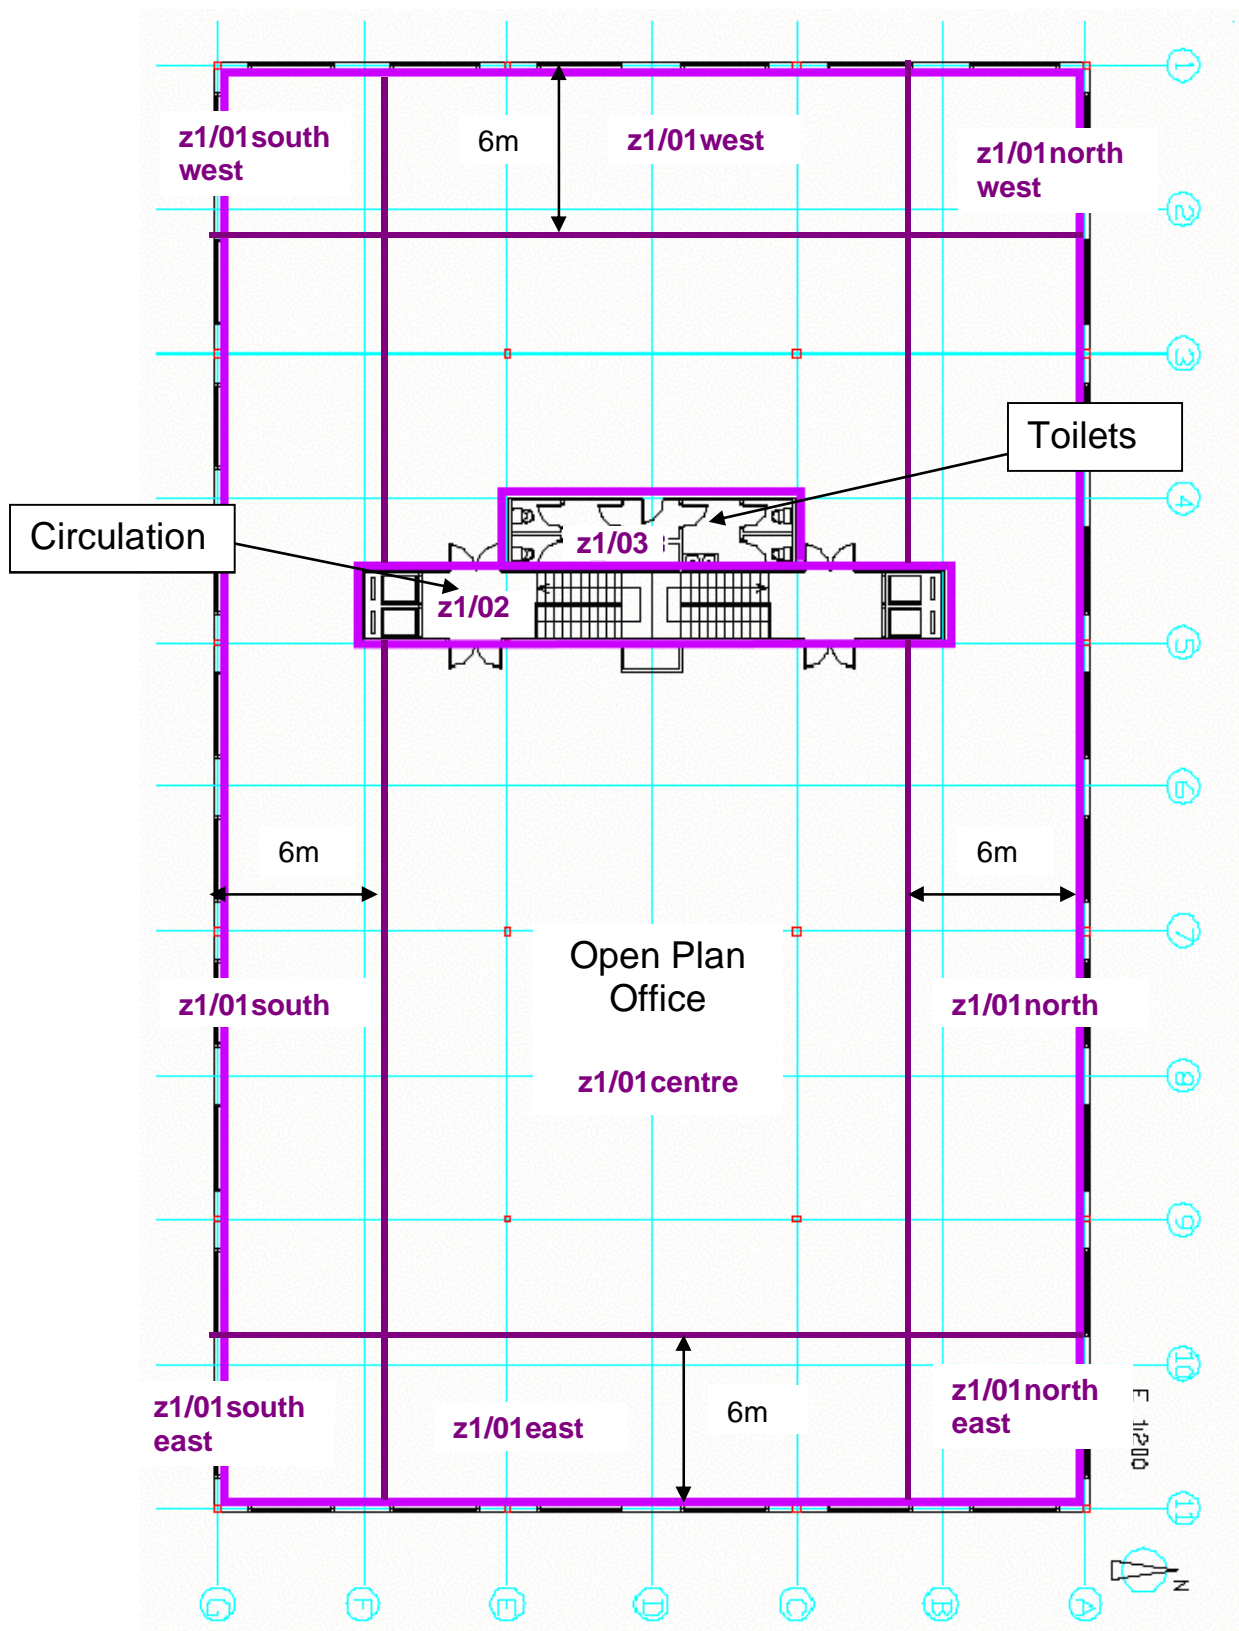 1
z1/01south
west
6m
z1/01west
z1/01north
west
2
3
Toilets
4
Circulation
z1/03
z1/02
5
6
6m
6m
7
Open Plan
Office
z1/01south
z1/01north
8
z1/01centre
9
10
z1/01south
east
z1/01east
6m
z1/01north
east
E 1:200
11
N
G
F
E
D
C
B
A